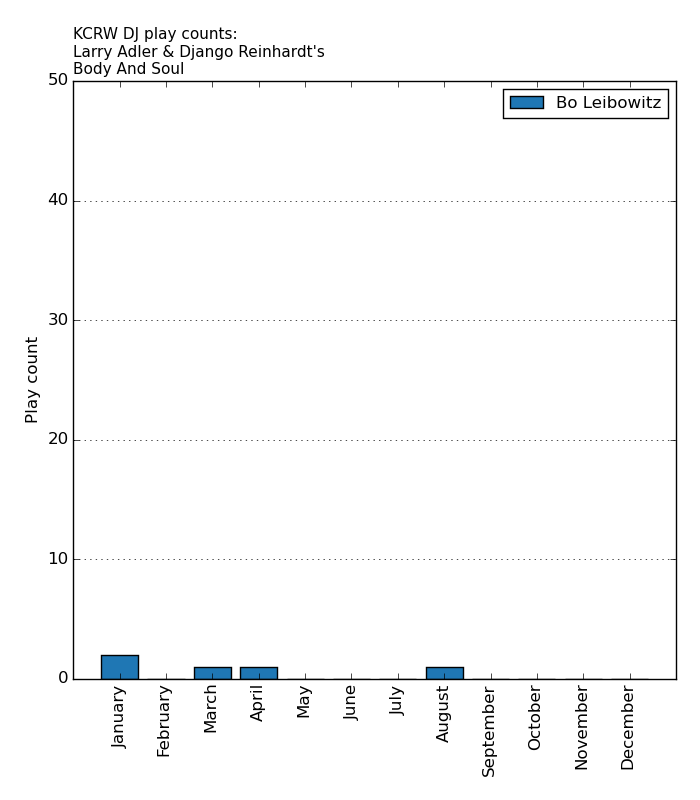 KCRW DJ play counts:
Larry Adler & Django Reinhardt's
Body And Soul
Bo Leibowitz
Play count
50
40
30
20
10
0
January
February
March
April
May
June
July
August
September
October
November
December